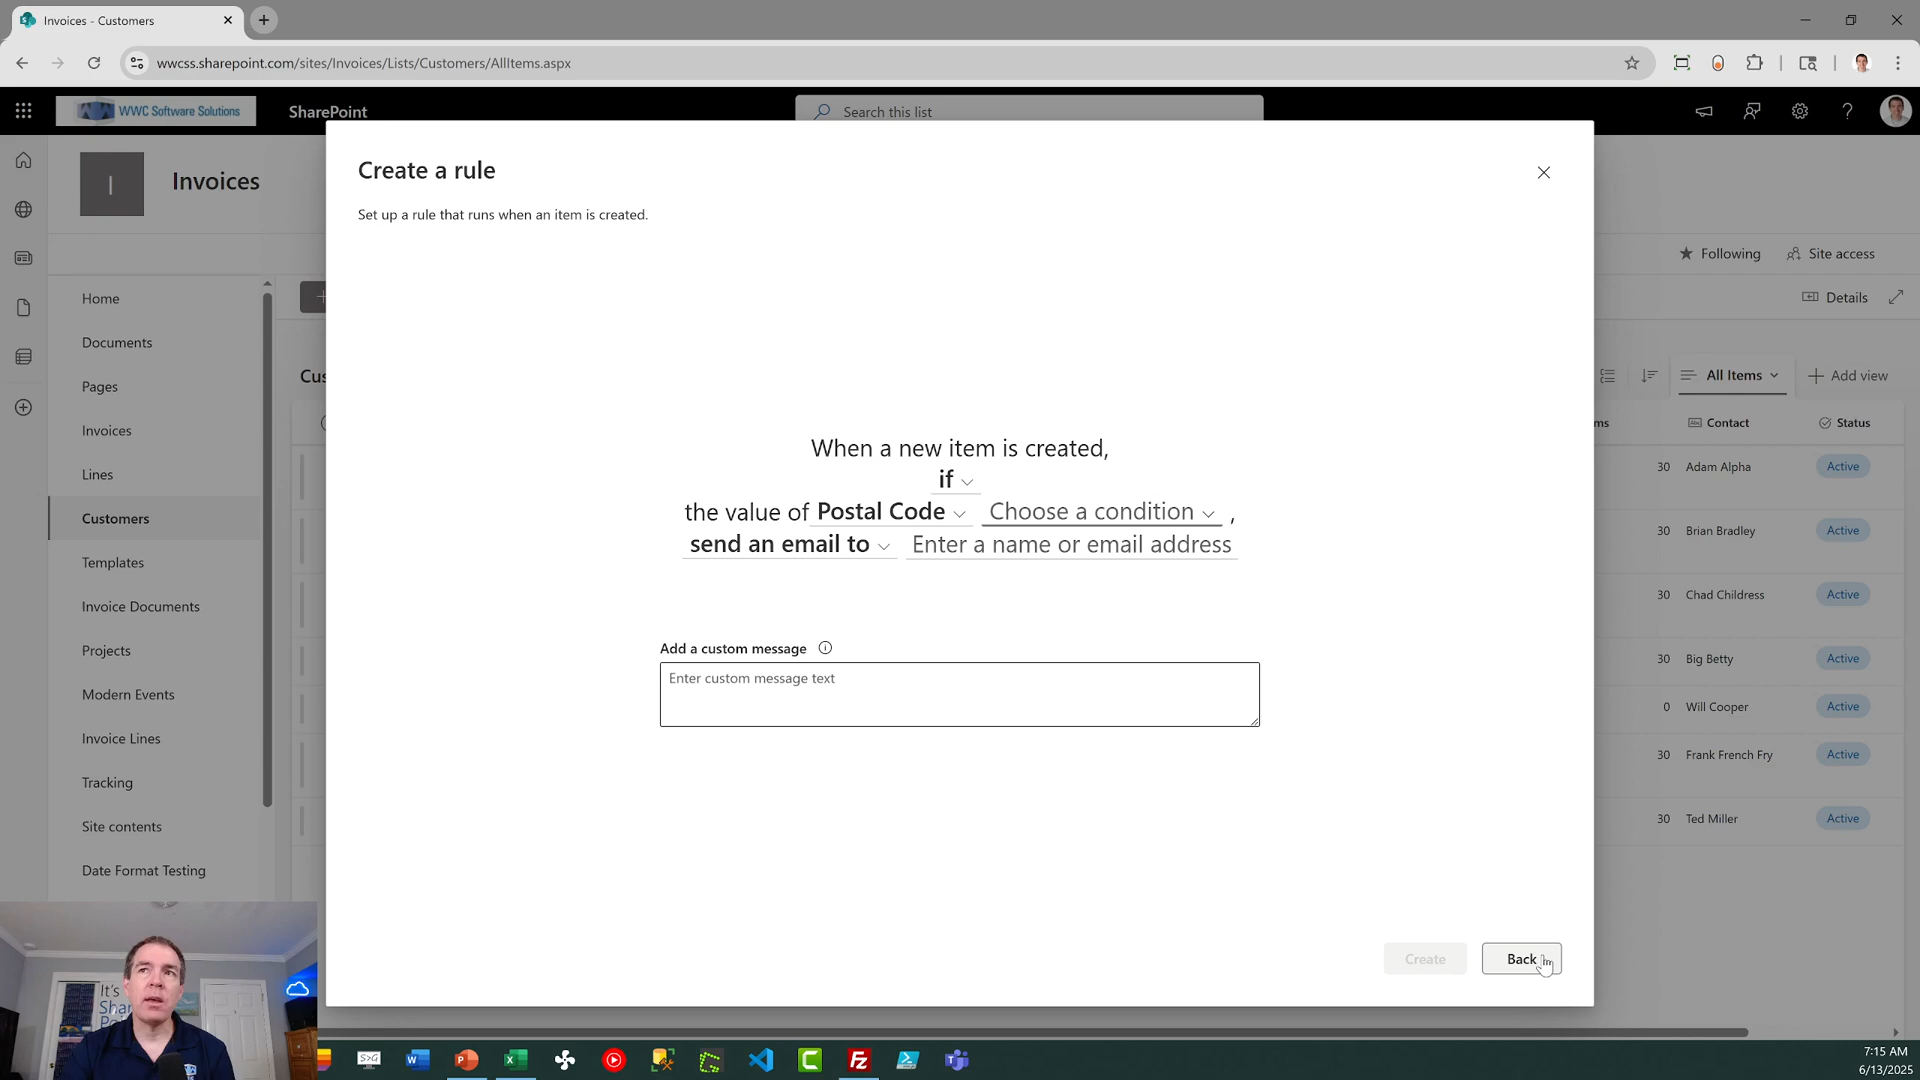 Invoices - Customers
wwcss.sharepoint.com/sites/Invoices/Lists/Customers/AllItems.aspx
WWC Software Solutions
SharePoint
Search this list
I
Invoices
Following
Site access
Details
Home
Documents
Pages
Invoices
Lines
Customers
Templates
Invoice Documents
Projects
Modern Events
Invoice Lines
Tracking
Site contents
Date Format Testing
Cus
All Items
Add view
ms
Contact
Status
30 Adam Alpha Active
Brian Bradley Active
30 Chad Childress Active
30 Big Betty Active
0 Will Cooper Active
30 Frank French Fry Active
30 Ted Miller Active
Create a rule
Set up a rule that runs when an item is created.
When a new item is created,
if
the value of Postal Code Choose a condition ,
send an email to Enter a name or email address
Add a custom message
Enter custom message text
Create
Back
It's
Shar
Poi
7:15 AM
6/13/2025